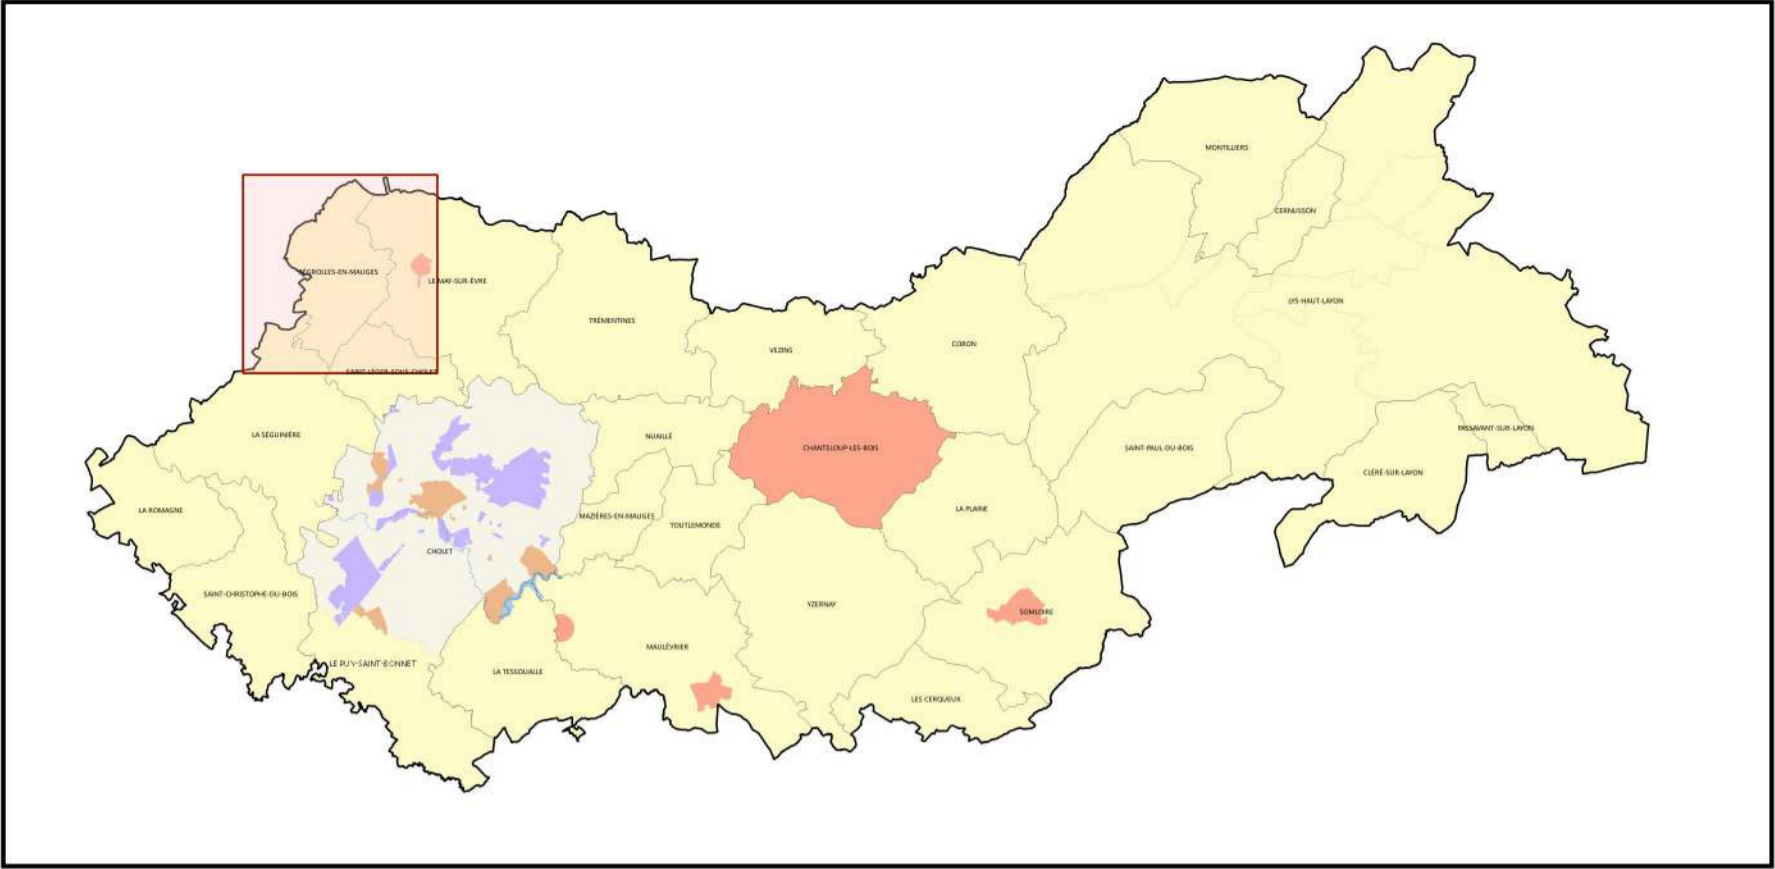 MONTILLIERS
CERNUSSON
BÉGROLLES-EN-MAUGES
LE MAY-SUR-ÈVRE
LYS-HAUT-LAYON
TRÉMENTINES
VEZINS
CORON
SAINT-LÉGER-SOUS-CHOLET
LA SÉGUINIÈRE
NUAILLÉ
CHANTELOUP-LES-BOIS
SAINT-PAUL-DU-BOIS
PASSAVANT-SUR-LAYON
CLÉRÉ-SUR-LAYON
LA ROMAGNE
MAZIÈRES-EN-MAUGES
TOUTLEMONDE
LA PLAINE
CHOLET
SAINT-CHRISTOPHE-DU-BOIS
YZERNAY
SOMLOIRE
MAULÉVRIER
LE PUY-SAINT-BONNET
LA TESSOUALLE
LES CERQUEUX